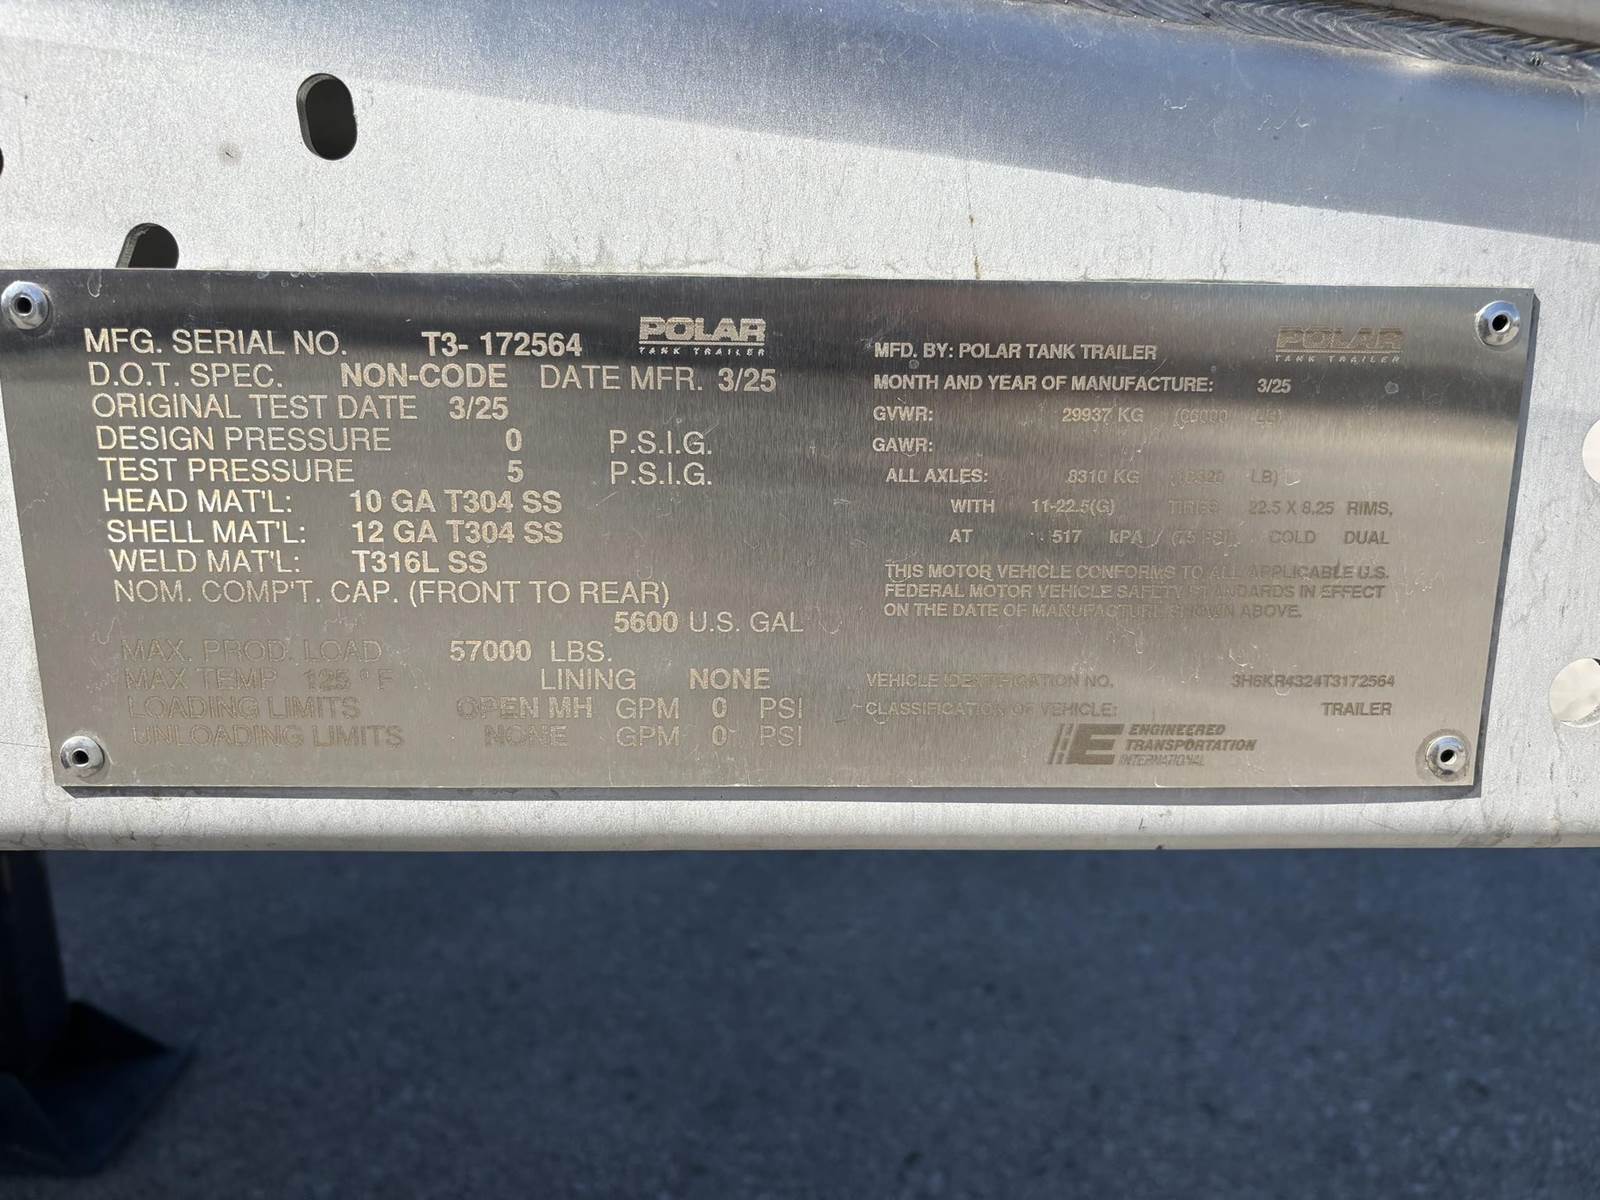 MFG. SERIAL NO. T3- 172564 POLAR TANK TRAILER
D.O.T. SPEC. NON-CODE DATE MFR. 3/25
ORIGINAL TEST DATE 3/25
DESIGN PRESSURE 0 P.S.I.G.
TEST PRESSURE 5 P.S.I.G.
HEAD MAT'L: 10 GA T304 SS
SHELL MAT'L: 12 GA T304 SS
WELD MAT'L: T316L SS
NOM. COMP'T. CAP. (FRONT TO REAR)
5600 U.S. GAL
MAX. PROD. LOAD 57000 LBS.
MAX TEMP 125 ° F LINING NONE
LOADING LIMITS OPEN MH GPM 0 PSI
UNLOADING LIMITS NONE GPM 0 PSI
POLAR
TANK TRAILER
MFD. BY: POLAR TANK TRAILER
MONTH AND YEAR OF MANUFACTURE: 3/25
GVWR: 29937 KG (66000 LB)
GAWR:
ALL AXLES: 8310 KG (18320 LB)
WITH 11-22.5(G) TIRES 22.5 X 8.25 RIMS,
AT 517 kPA (75 PSI) COLD DUAL
THIS MOTOR VEHICLE CONFORMS TO ALL APPLICABLE U.S.
FEDERAL MOTOR VEHICLE SAFETY STANDARDS IN EFFECT
ON THE DATE OF MANUFACTURE SHOWN ABOVE.
VEHICLE IDENTIFICATION NO. 3H6KR4324T3172564
CLASSIFICATION OF VEHICLE: TRAILER
ENGINEERED
TRANSPORTATION
INTERNATIONAL